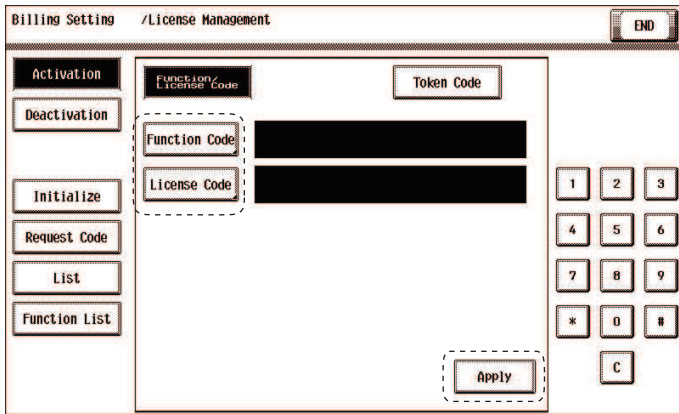 Billing Setting /License Management END
Activation
Function/
License Code
Token Code
Deactivation
Function Code
License Code
Initialize
Request Code
List
Function List
1 2 3
4 5 6
7 8 9
* 0 #
C
Apply